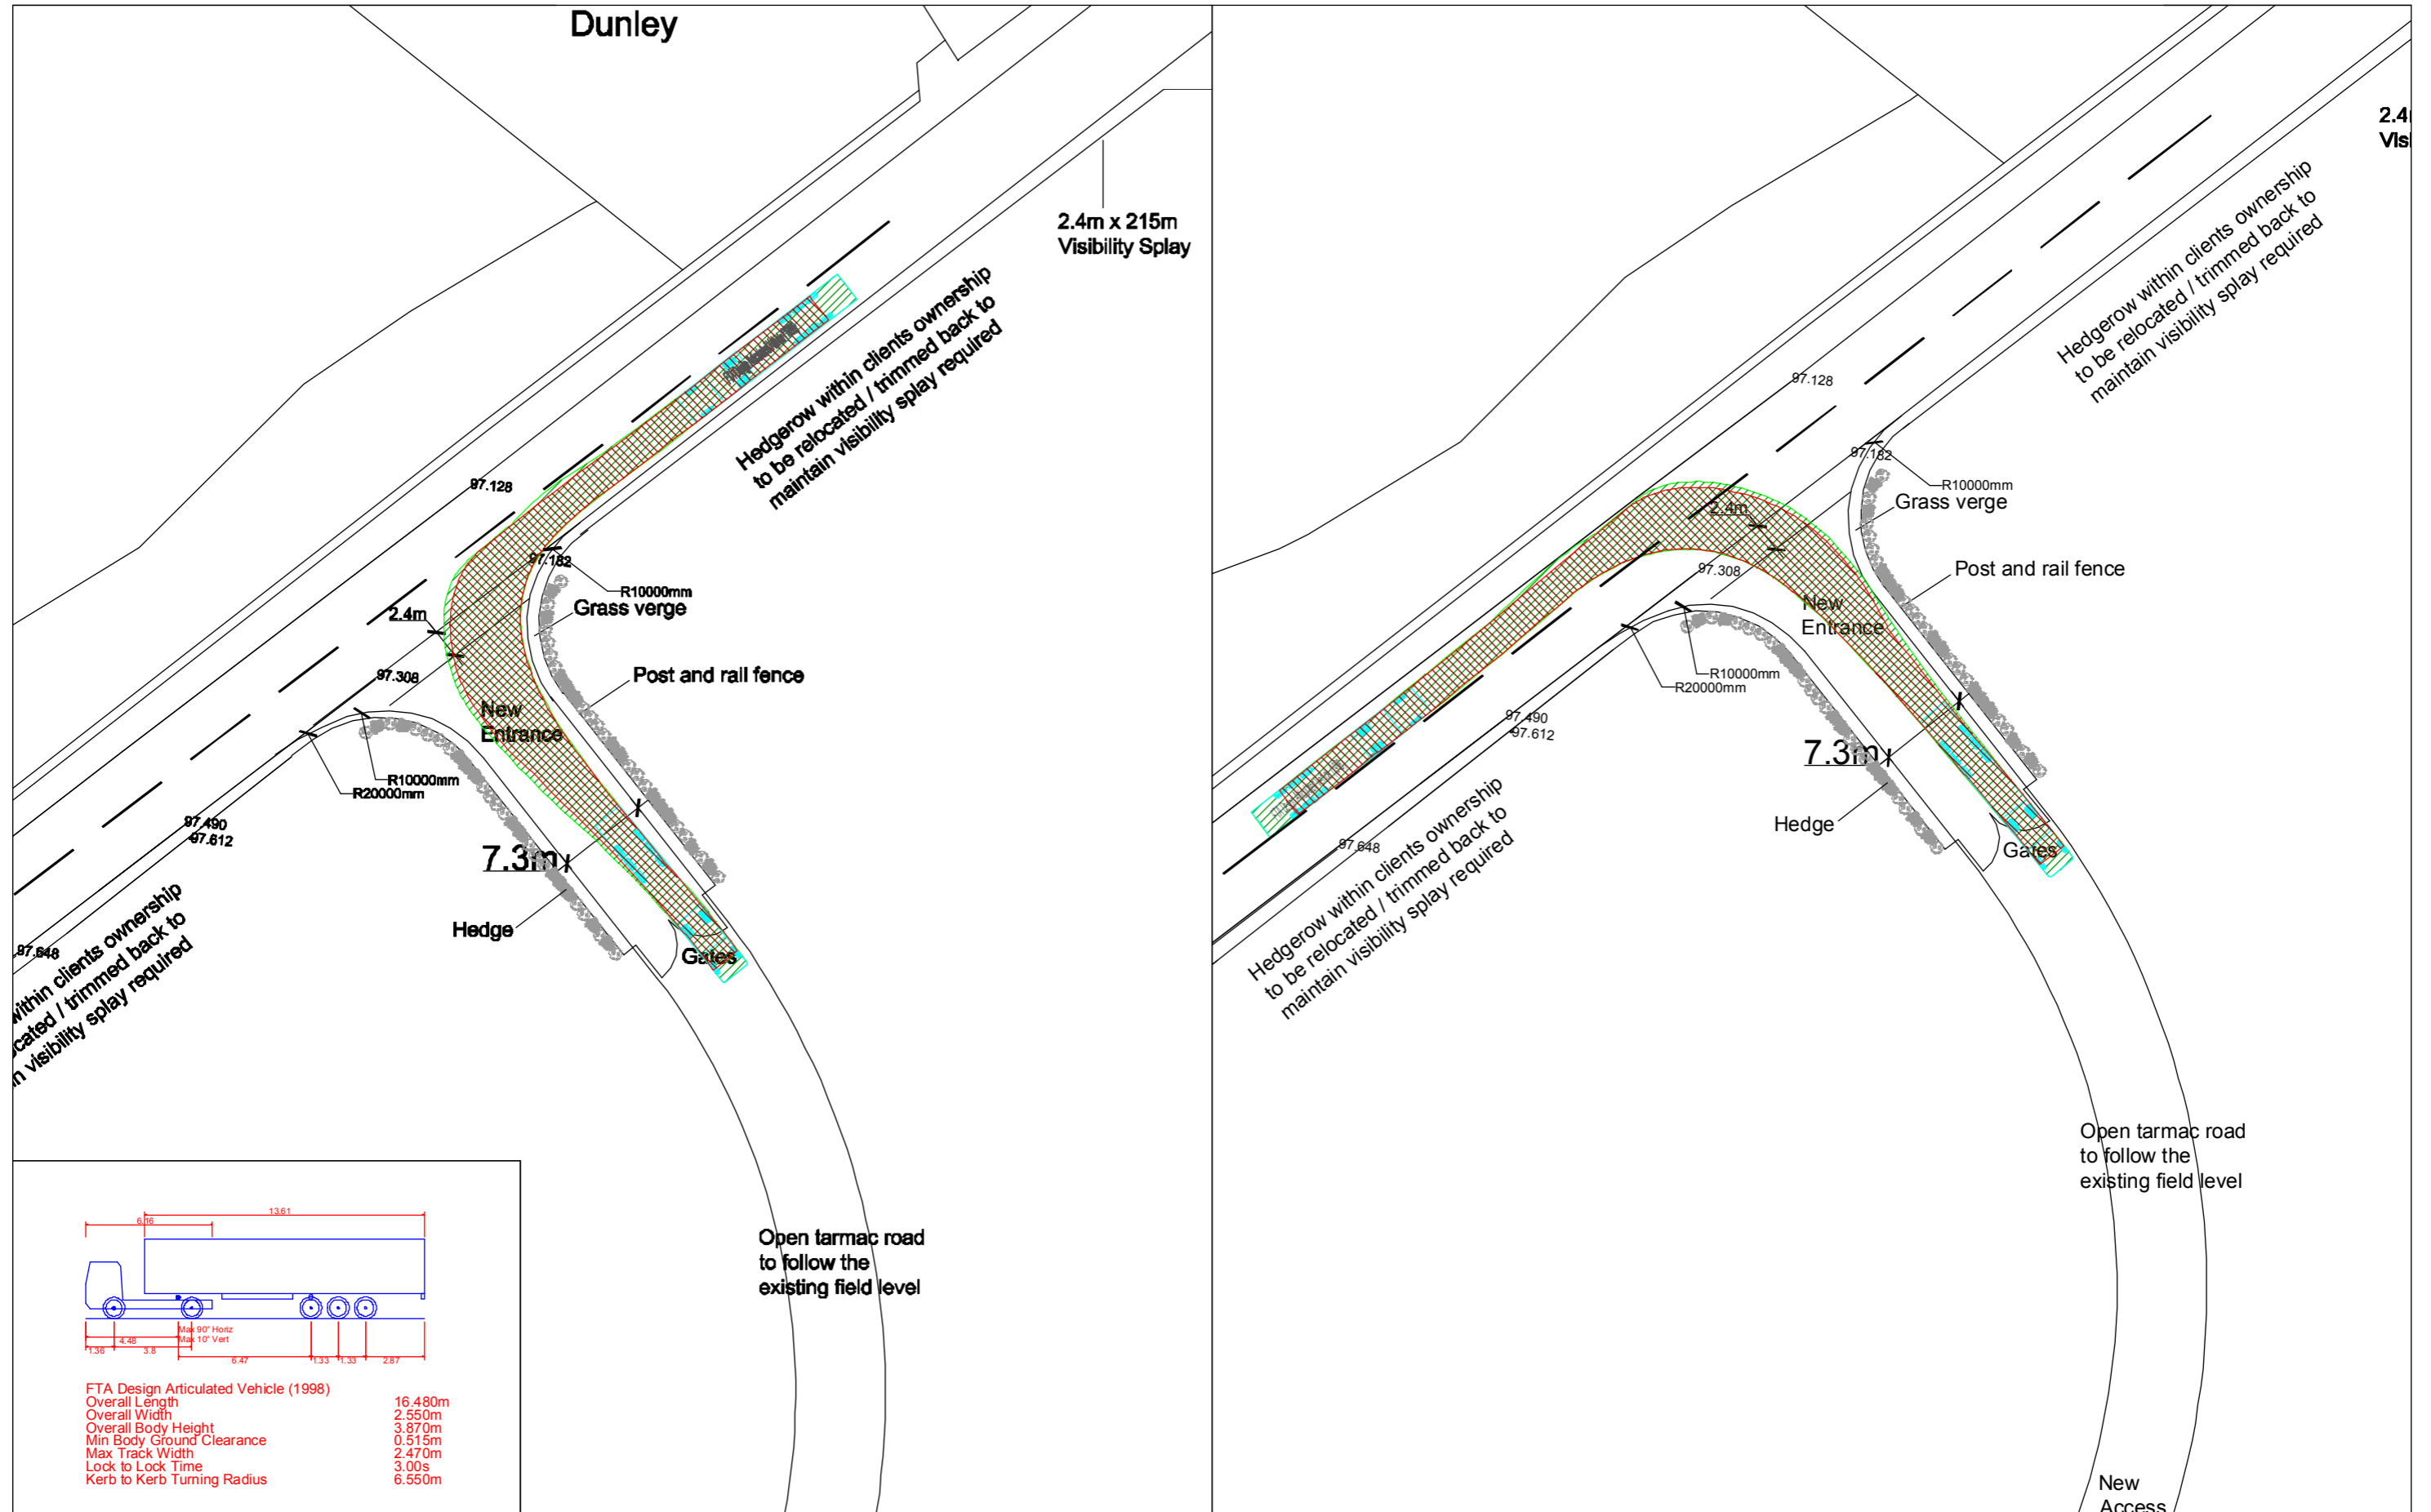 Dunley
2.4m x 215m
Visibility Splay
Hedgerow within clients ownership
to be relocated / trimmed back to
maintain visibility splay required
97.128
97.182
R10000mm
Grass verge
2.4m
Post and rail fence
97.308
New
Entrance
R10000mm
R20000mm
97.490
97.612
7.3m
Hedge
Gates
97.648
within clients ownership
ocated / trimmed back to
n visibility splay required
Open tarmac road
to follow the
existing field level
13.61
6.16
Max 90° Horiz
Max 10° Vert
4.48
1.36
3.8
6.47
1.33
1.33
2.87
FTA Design Articulated Vehicle (1998)
Overall Length 16.480m
Overall Width 2.550m
Overall Body Height 3.870m
Min Body Ground Clearance 0.515m
Max Track Width 2.470m
Lock to Lock Time 3.00s
Kerb to Kerb Turning Radius 6.550m
2.4
Visi
Hedgerow within clients ownership
to be relocated / trimmed back to
maintain visibility splay required
97.128
97.182
R10000mm
Grass verge
2.4m
Post and rail fence
97.308
New
Entrance
R10000mm
R20000mm
97.490
97.612
7.3m
Hedge
Gates
97.648
Hedgerow within clients ownership
to be relocated / trimmed back to
maintain visibility splay required
Open tarmac road
to follow the
existing field level
New
Access